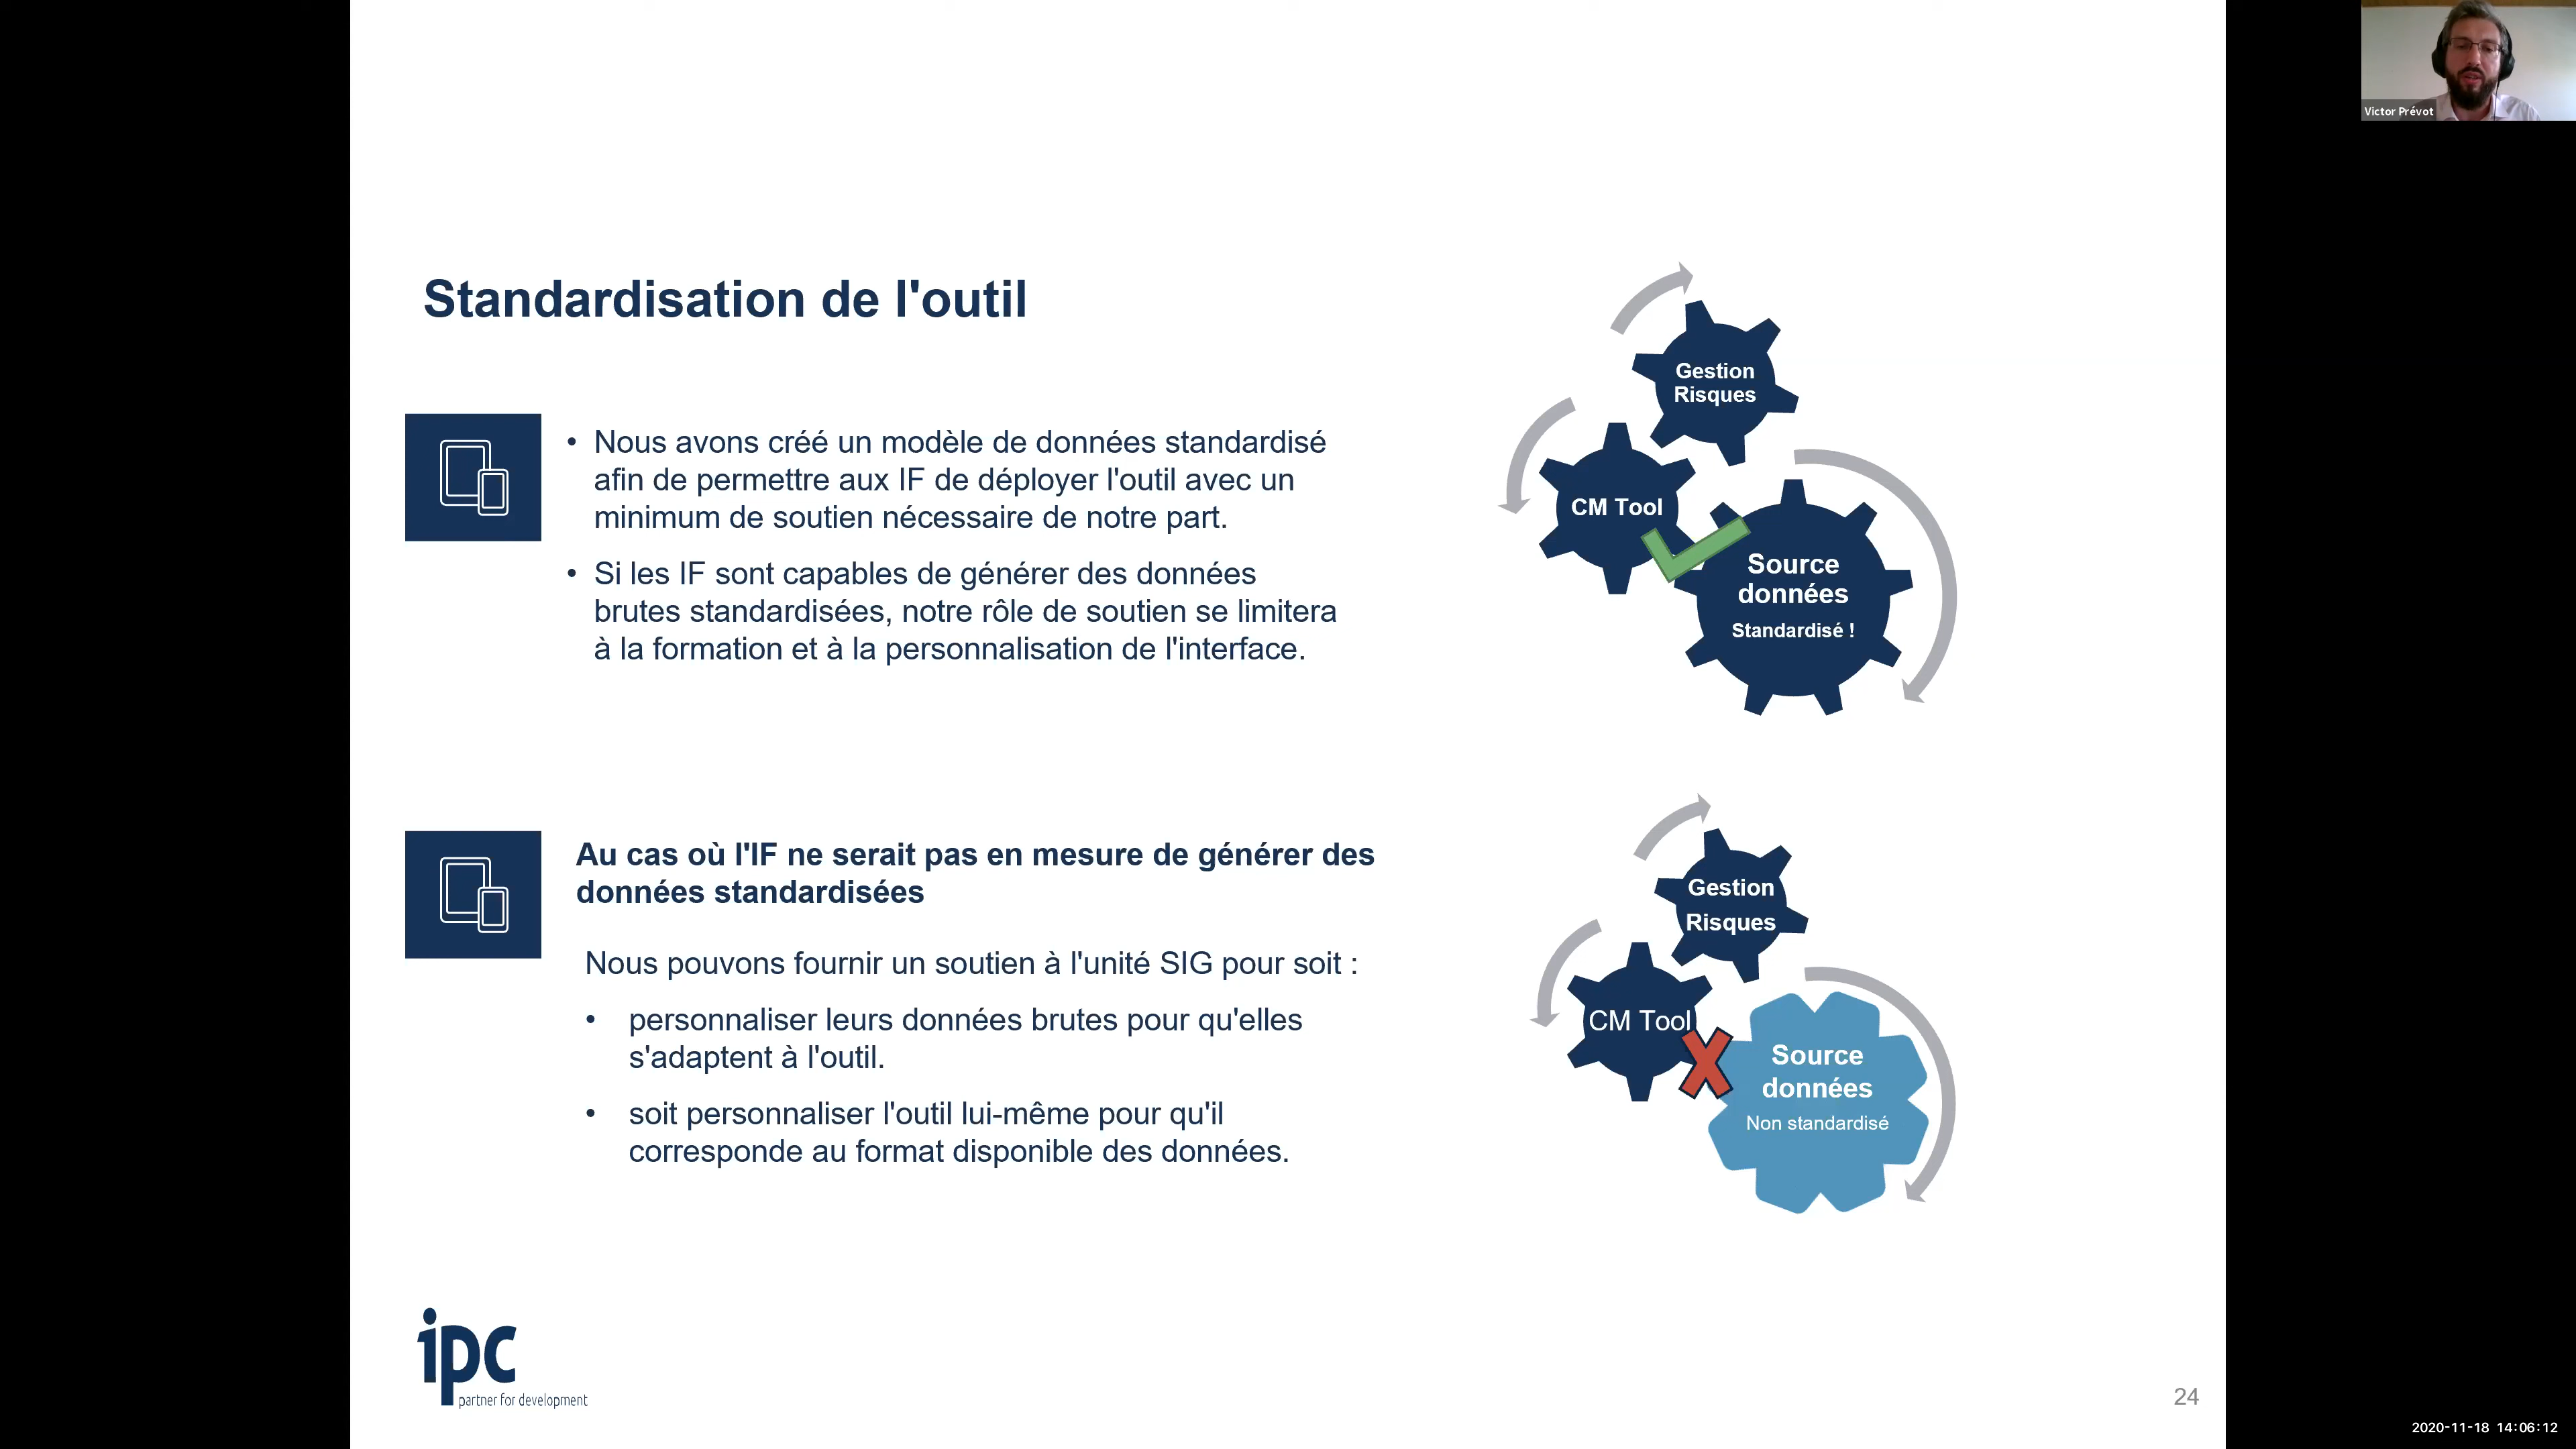 Victor Prévot
Standardisation de l'outil
• Nous avons créé un modèle de données standardisé
afin de permettre aux IF de déployer l'outil avec un
minimum de soutien nécessaire de notre part.
• Si les IF sont capables de générer des données
brutes standardisées, notre rôle de soutien se limitera
à la formation et à la personnalisation de l'interface.
Gestion
Risques
CM Tool
Source
données
Standardisé !
Au cas où l'IF ne serait pas en mesure de générer des
données standardisées
Nous pouvons fournir un soutien à l'unité SIG pour soit :
• personnaliser leurs données brutes pour qu'elles
s'adaptent à l'outil.
• soit personnaliser l'outil lui-même pour qu'il
corresponde au format disponible des données.
Gestion
Risques
CM Tool
Source
données
Non standardisé
ipc
partner for development
24
2020-11-18 14:06:12